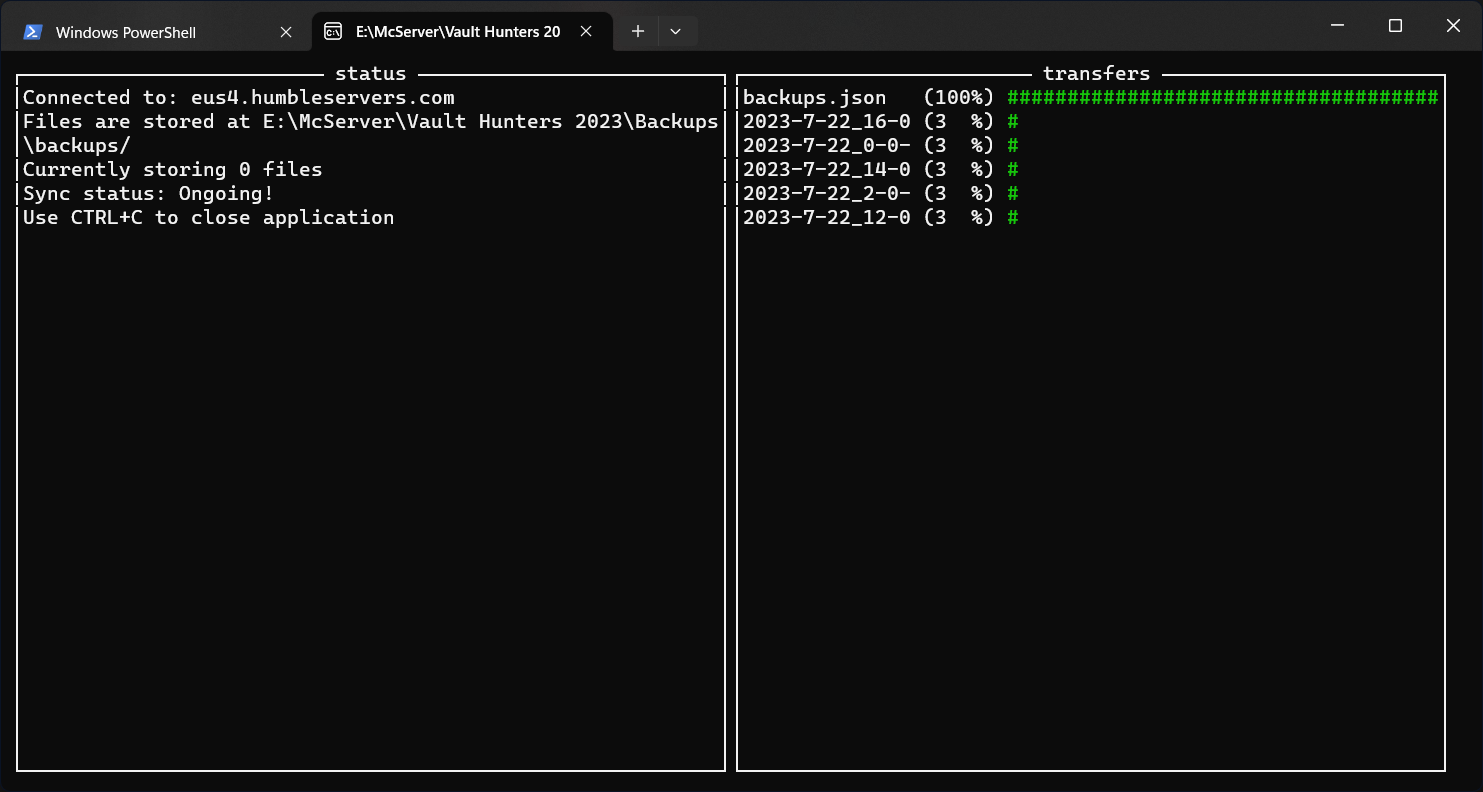 Windows PowerShell
E:\McServer\Vault Hunters 20
status
Connected to: eus4.humbleservers.com
Files are stored at E:\McServer\Vault Hunters 2023\Backups
\backups/
Currently storing 0 files
Sync status: Ongoing!
Use CTRL+C to close application
transfers
backups.json (100%) ####################################
2023-7-22_16-0 (3 %) #
2023-7-22_0-0- (3 %) #
2023-7-22_14-0 (3 %) #
2023-7-22_2-0- (3 %) #
2023-7-22_12-0 (3 %) #